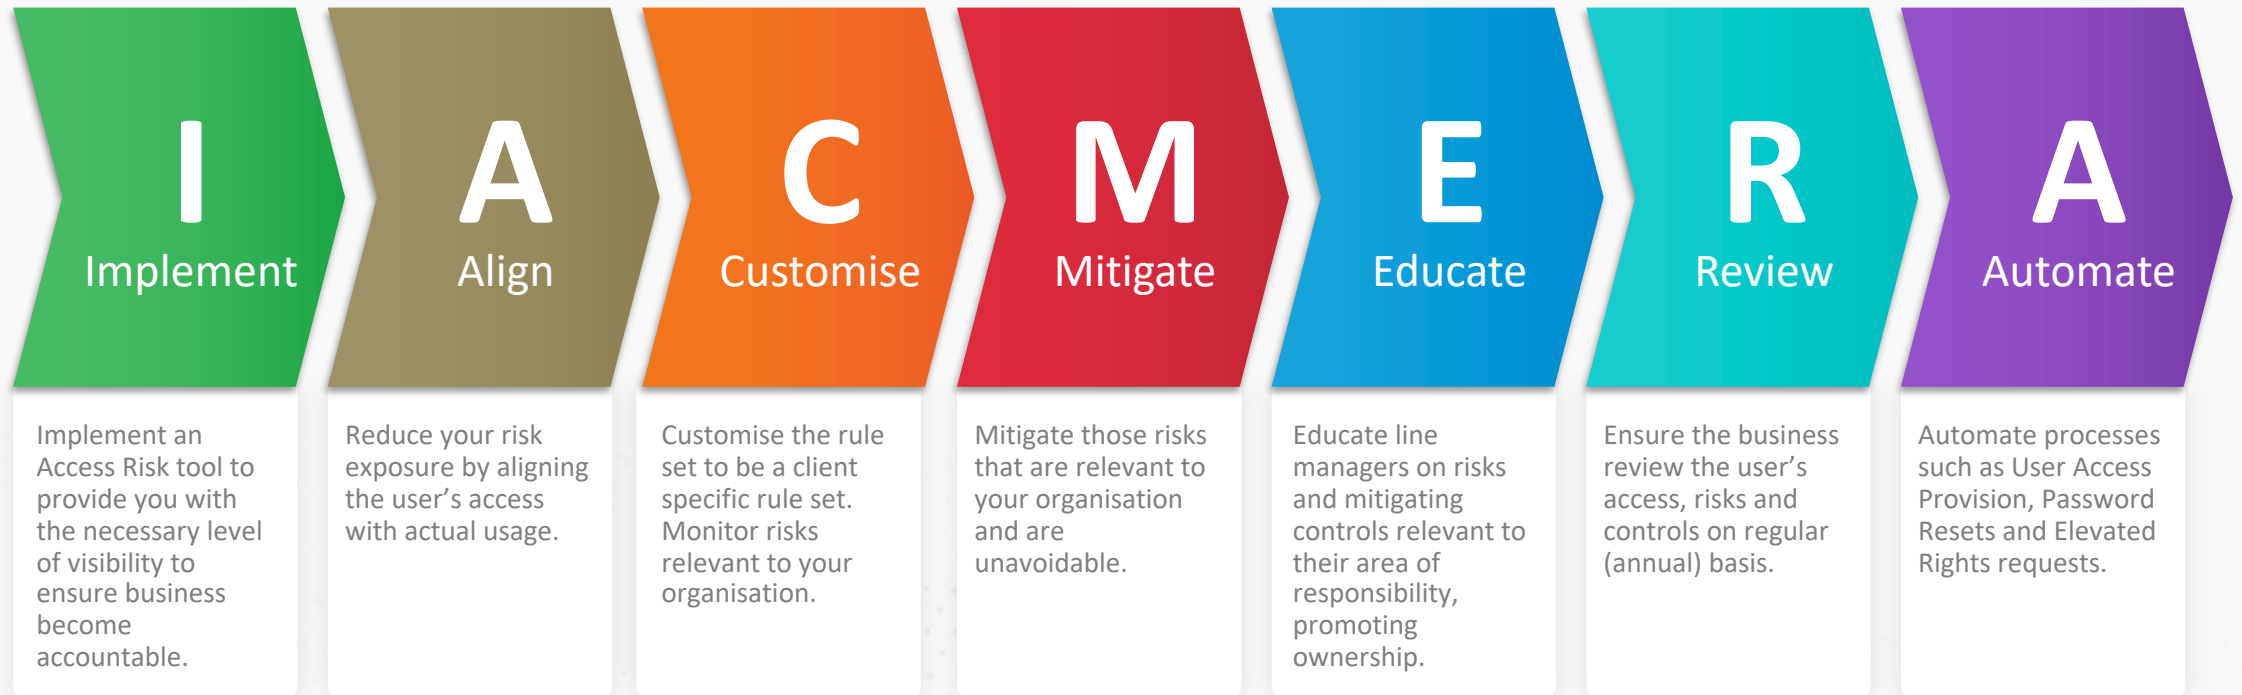 I
Implement
Implement an
Access Risk tool to
provide you with
the necessary level
of visibility to
ensure business
become
accountable.
A
Align
Reduce your risk
exposure by aligning
the user’s access
with actual usage.
C
Customise
Customise the rule
set to be a client
specific rule set.
Monitor risks
relevant to your
organisation.
M
Mitigate
Mitigate those risks
that are relevant to
your organisation
and are
unavoidable.
E
Educate
Educate line
managers on risks
and mitigating
controls relevant to
their area of
responsibility,
promoting
ownership.
R
Review
Ensure the business
review the user’s
access, risks and
controls on regular
(annual) basis.
A
Automate
Automate processes
such as User Access
Provision, Password
Resets and Elevated
Rights requests.